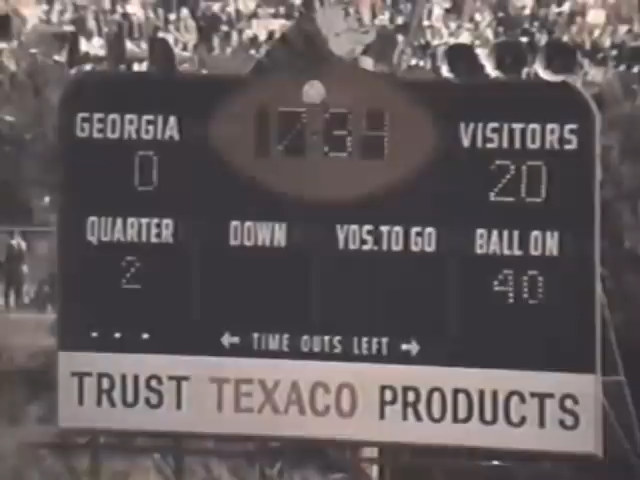 GEORGIA
VISITORS
0
20
QUARTER DOWN YDS.TO GO BALL ON
2
40
← TIME OUTS LEFT →
TRUST TEXACO PRODUCTS